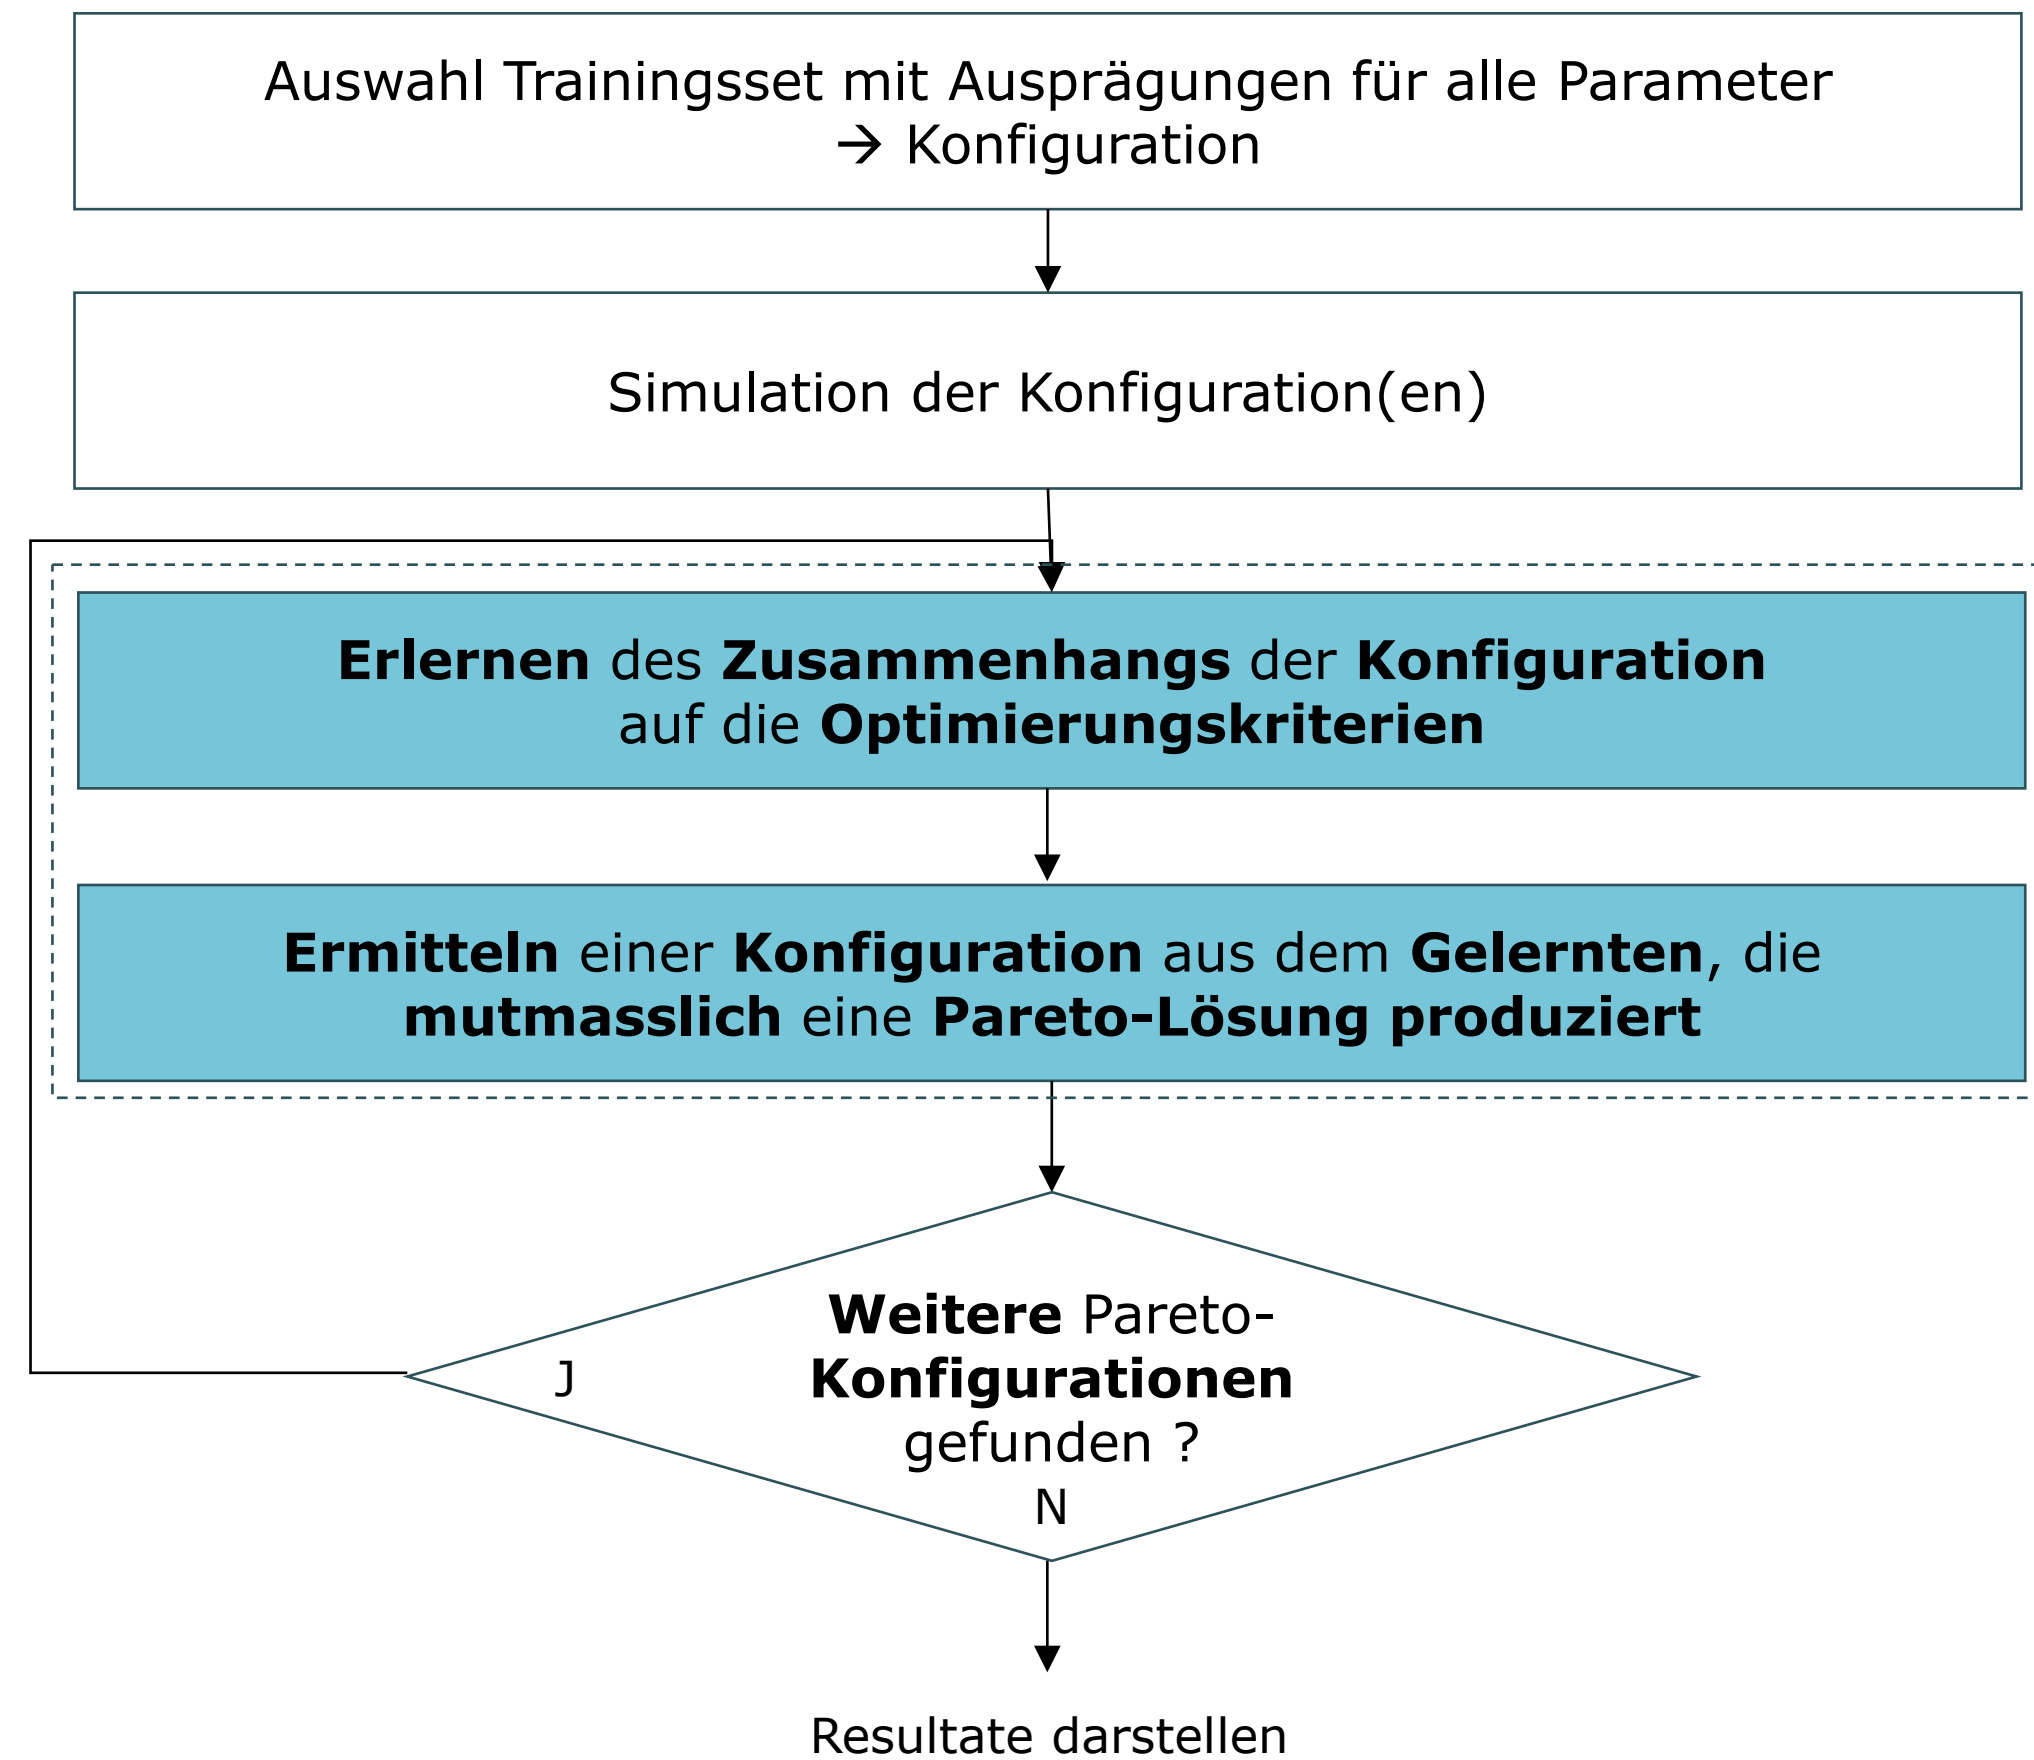 Auswahl Trainingsset mit Ausprägungen für alle Parameter
→ Konfiguration
Simulation der Konfiguration(en)
Erlernen des Zusammenhangs der Konfiguration
auf die Optimierungskriterien
Ermitteln einer Konfiguration aus dem Gelernten, die
mutmasslich eine Pareto-Lösung produziert
Weitere Pareto-
Konfigurationen
gefunden ?
J
N
Resultate darstellen